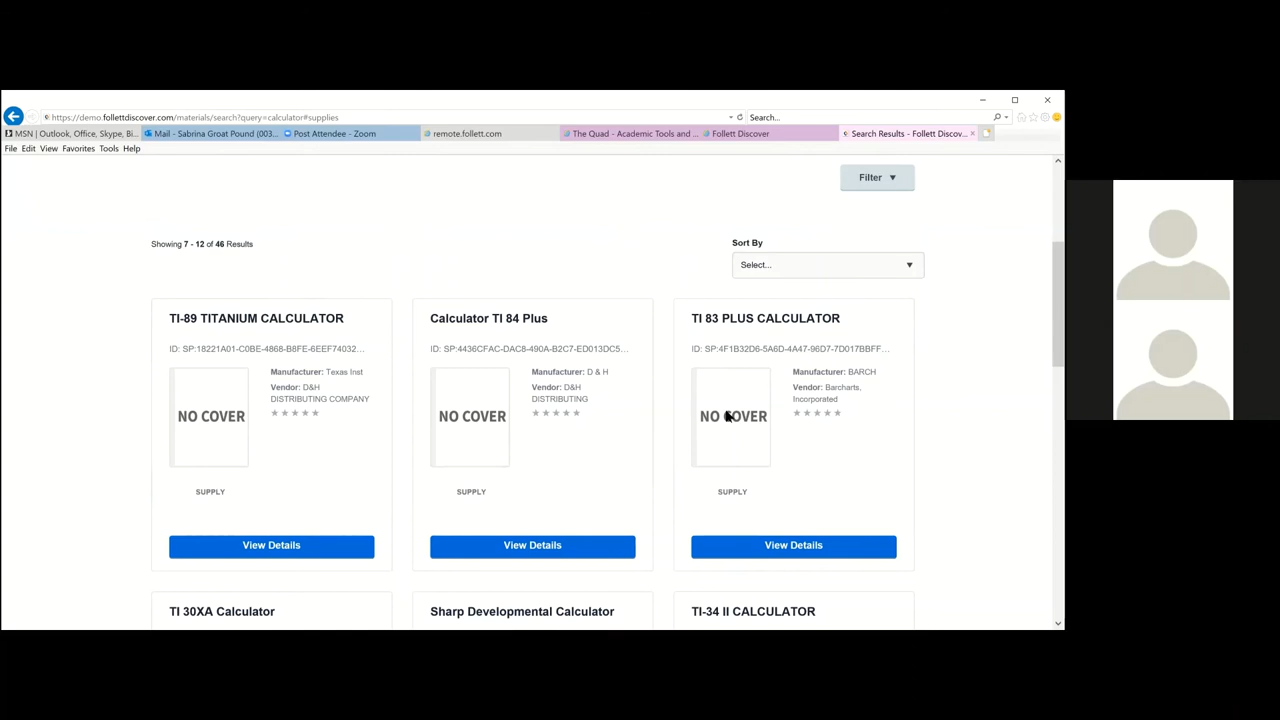 https://demo.follettdiscover.com/materials/search?query=calculator#supplies
Search...
MSN | Outlook, Office, Skype, Bi...
Mail - Sabrina Groat Pound (003...
Post Attendee - Zoom
remote.follett.com
The Quad - Academic Tools and ...
Follett Discover
Search Results - Follett Discov...
File Edit View Favorites Tools Help
Filter
Showing 7 - 12 of 46 Results
Sort By
Select...
TI-89 TITANIUM CALCULATOR
ID: SP:18221A01-C0BE-4868-B8FE-6EEF74032...
NO COVER
Manufacturer: Texas Inst
Vendor: D&H
DISTRIBUTING COMPANY
SUPPLY
View Details
Calculator TI 84 Plus
ID: SP:4436CFAC-DAC8-490A-B2C7-ED013DC5...
NO COVER
Manufacturer: D & H
Vendor: D&H
DISTRIBUTING
SUPPLY
View Details
TI 83 PLUS CALCULATOR
ID: SP:4F1B32D6-5A6D-4A47-96D7-7D017BBFF...
NO COVER
Manufacturer: BARCH
Vendor: Barcharts,
Incorporated
SUPPLY
View Details
TI 30XA Calculator
Sharp Developmental Calculator
TI-34 II CALCULATOR